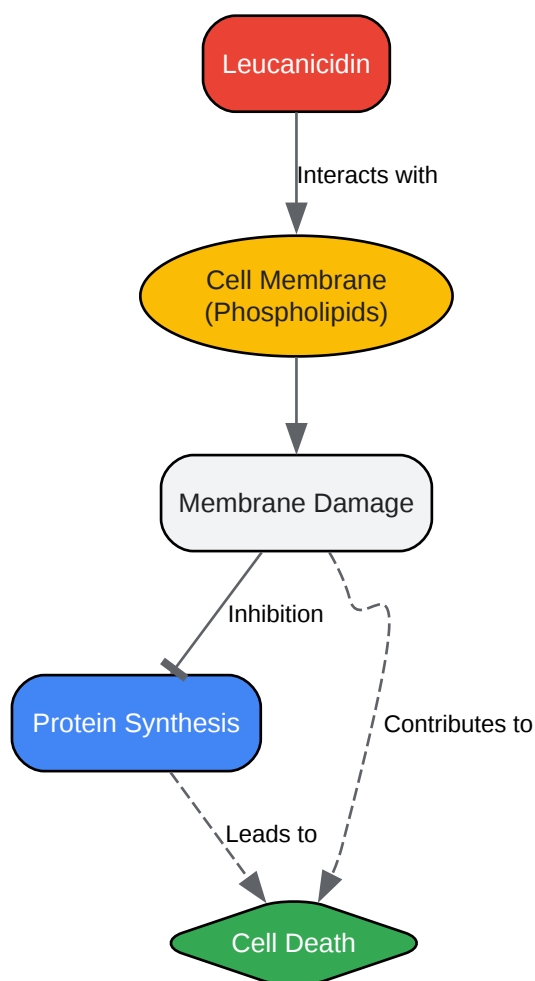 Leucanicidin
Interacts with
Cell Membrane
(Phospholipids)
Membrane Damage
Inhibition
Protein Synthesis
Contributes to
Leads to
Cell Death